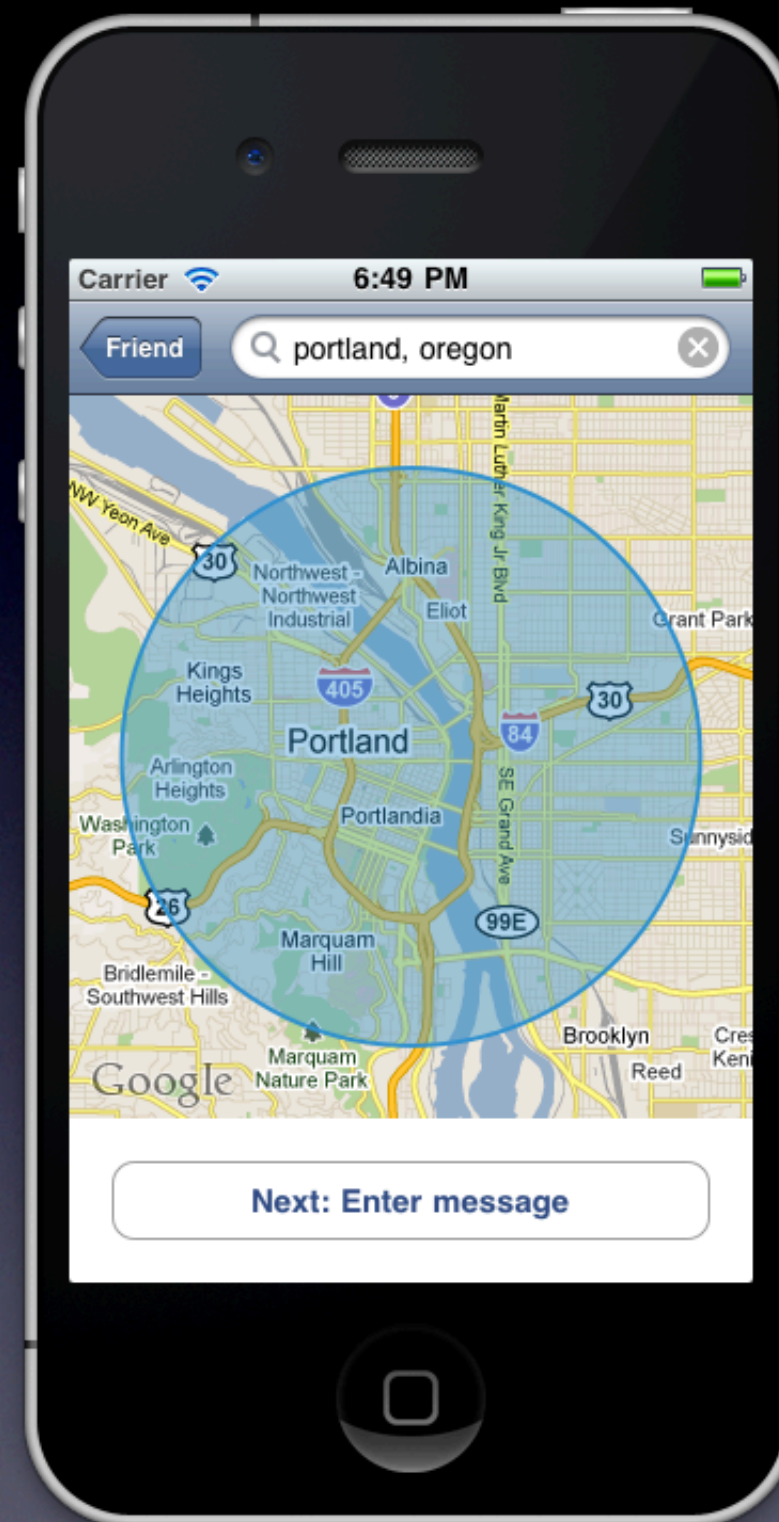 Carrier 6:49 PM
Friend portland, oregon
Martin Luther King Jr Blvd
NW Yeon Ave
30
Northwest -
Northwest
Industrial
Albina
Eliot
Grant Park
Kings
Heights
405
30
84
Portland
Arlington
Heights
Washington
Park
Portlandia
SE Grand Ave
26
99E
Marquam
Hill
Bridlemile -
Southwest Hills
Brooklyn
Reed
Marquam
Nature Park
Google
Next: Enter message